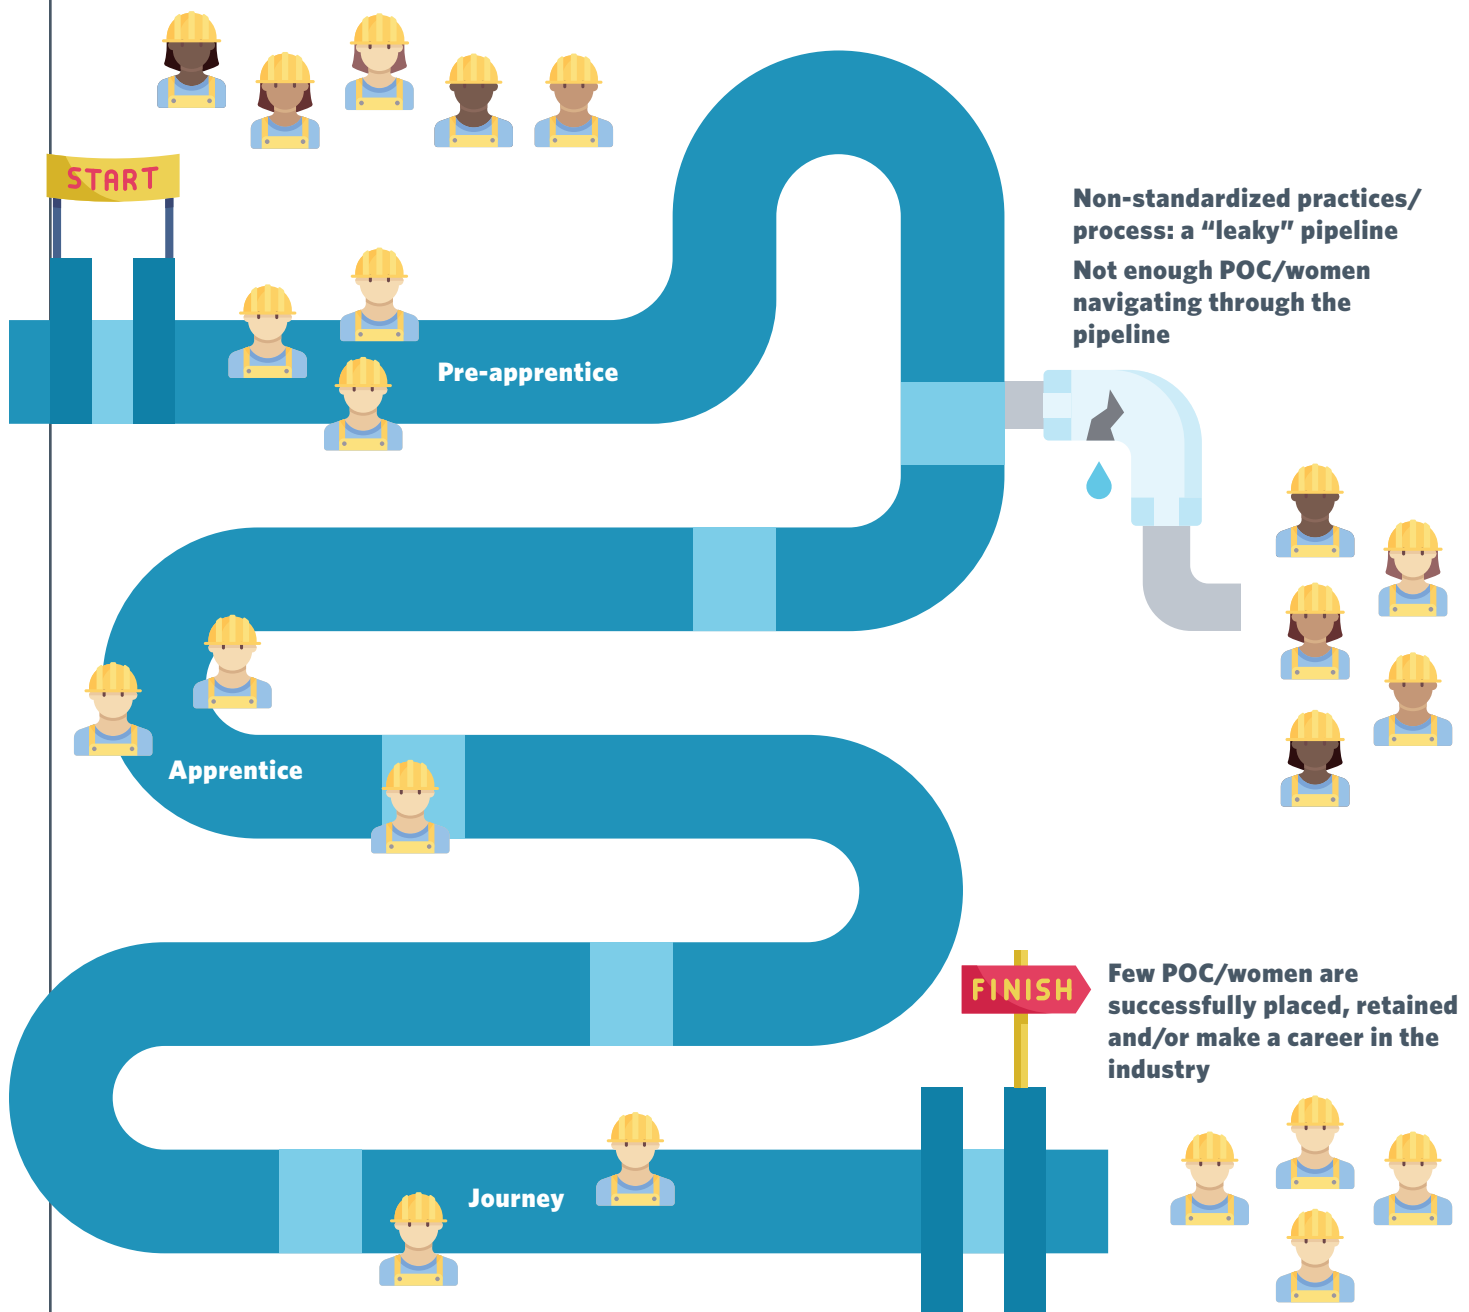 START
Non-standardized practices/
process: a “leaky” pipeline
Not enough POC/women
navigating through the
pipeline
Pre-apprentice
Apprentice
FINISH
Few POC/women are
successfully placed, retained
and/or make a career in the
industry
Journey